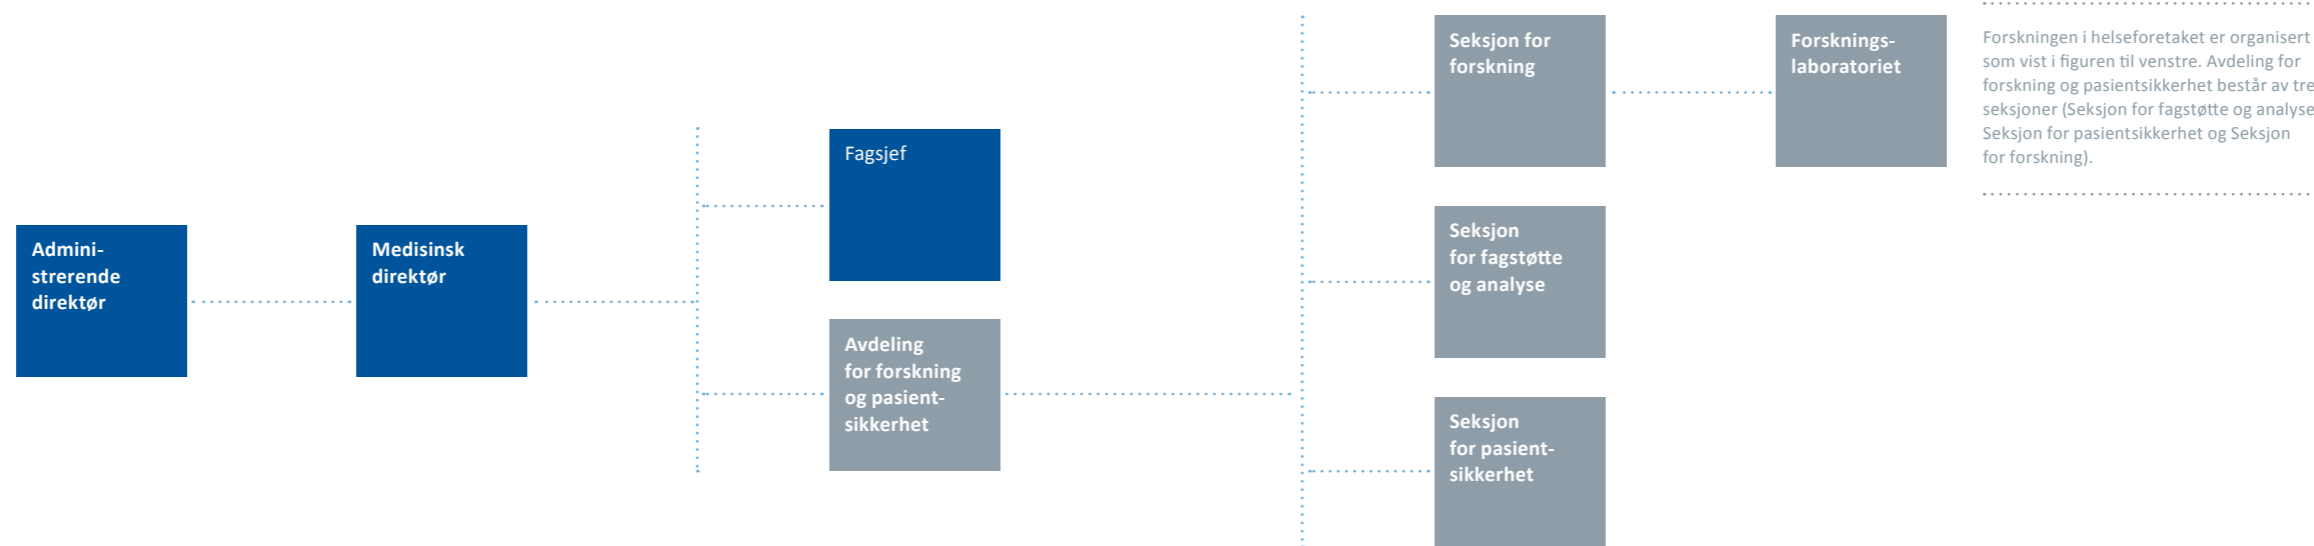 Admini-
strerende
direktør
Medisinsk
direktør
Fagsjef
Avdeling
for forskning
og pasient-
sikkerhet
Seksjon for
forskning
Seksjon
for fagstøtte
og analyse
Seksjon
for pasient-
sikkerhet
Forsknings-
laboratoriet
Forskningen i helseforetaket er organisert
som vist i figuren til venstre. Avdeling for
forskning og pasientsikkerhet består av tre
seksjoner (Seksjon for fagstøtte og analyse
Seksjon for pasientsikkerhet og Seksjon
for forskning).